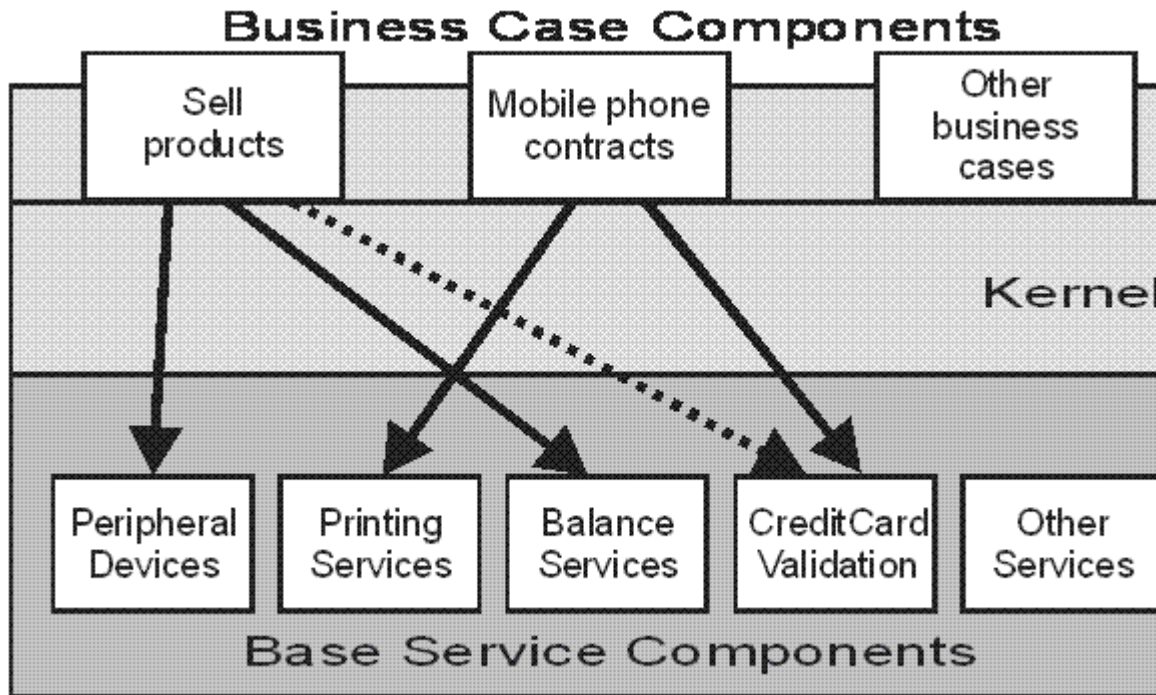 Business Case Components
Sell
products
Mobile phone
contracts
Other
business
cases
Kernel
Peripheral
Devices
Printing
Services
Balance
Services
CreditCard
Validation
Other
Services
Base Service Components